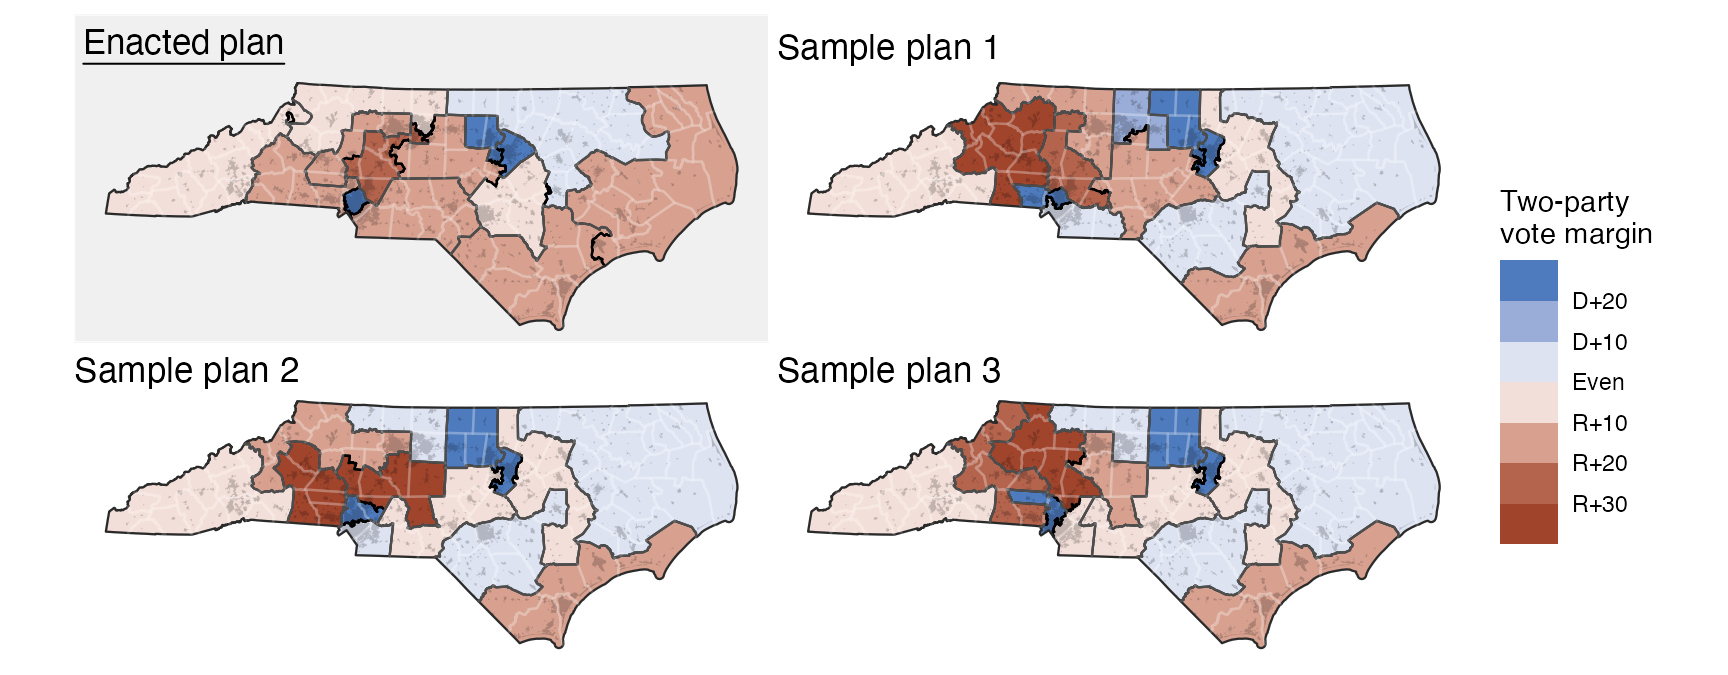 Enacted plan
Sample plan 1
Sample plan 2
Sample plan 3
Two-party
vote margin
D+20
D+10
Even
R+10
R+20
R+30